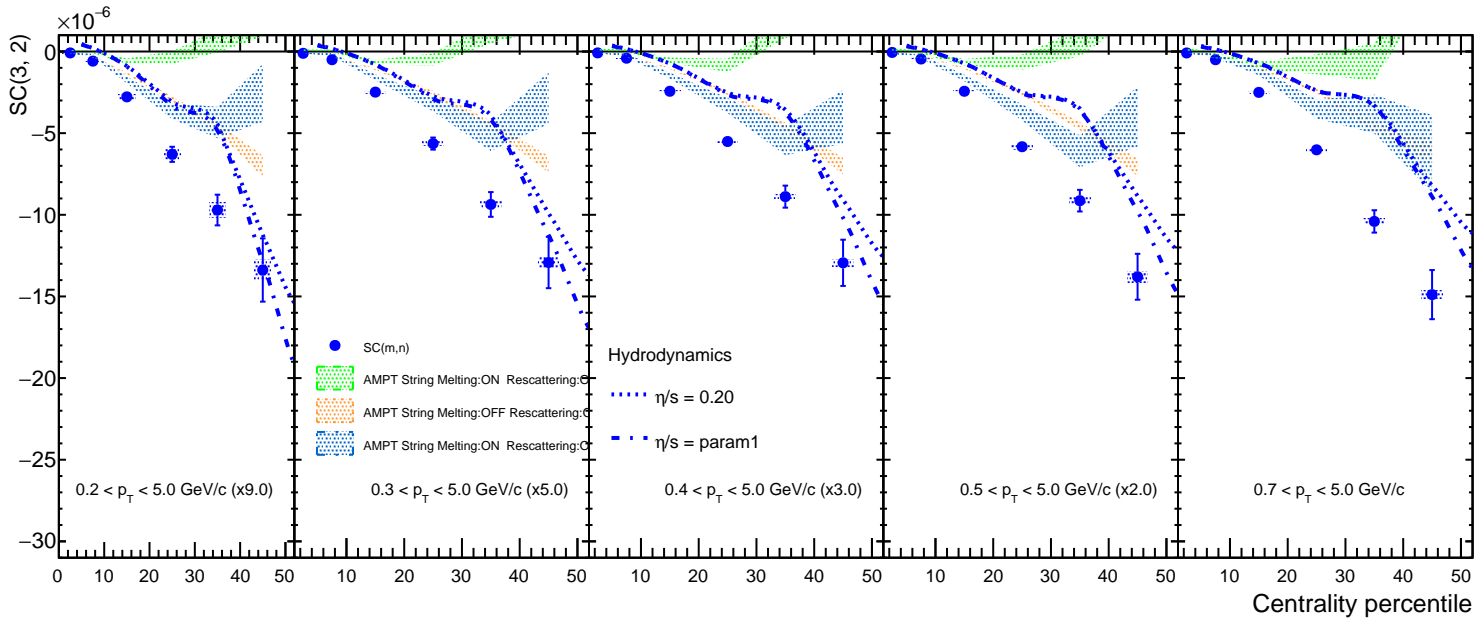 ×10⁻⁶
SC(3, 2)
0
−5
−10
−15
−20
−25
−30
SC(m,n)
AMPT String Melting:ON Rescattering:O
AMPT String Melting:OFF Rescattering:O
AMPT String Melting:ON Rescattering:O
Hydrodynamics
η/s = 0.20
η/s = param1
0.2 < p_T < 5.0 GeV/c (x9.0)
0.3 < p_T < 5.0 GeV/c (x5.0)
0.4 < p_T < 5.0 GeV/c (x3.0)
0.5 < p_T < 5.0 GeV/c (x2.0)
0.7 < p_T < 5.0 GeV/c
0 10 20 30 40 50 10 20 30 40 50 10 20 30 40 50 10 20 30 40 50 10 20 30 40 50
Centrality percentile